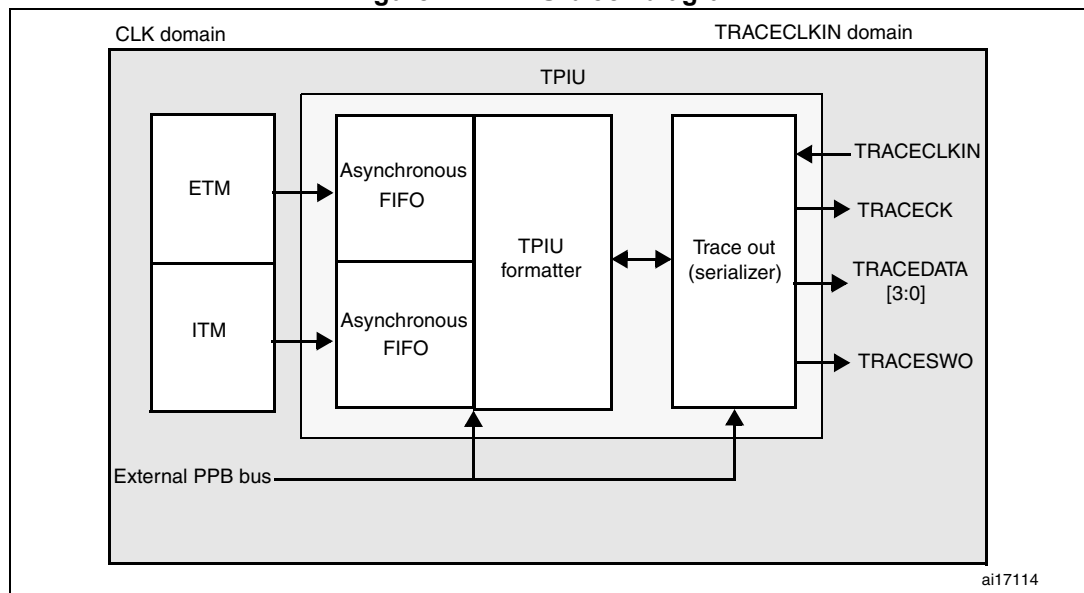 CLK domain
TRACECLKIN domain
TPIU
ETM
Asynchronous
FIFO
TPIU
formatter
Trace out
(serializer)
ITM
Asynchronous
FIFO
TRACECLKIN
TRACECK
TRACEDATA
[3:0]
TRACESWO
External PPB bus
ai17114